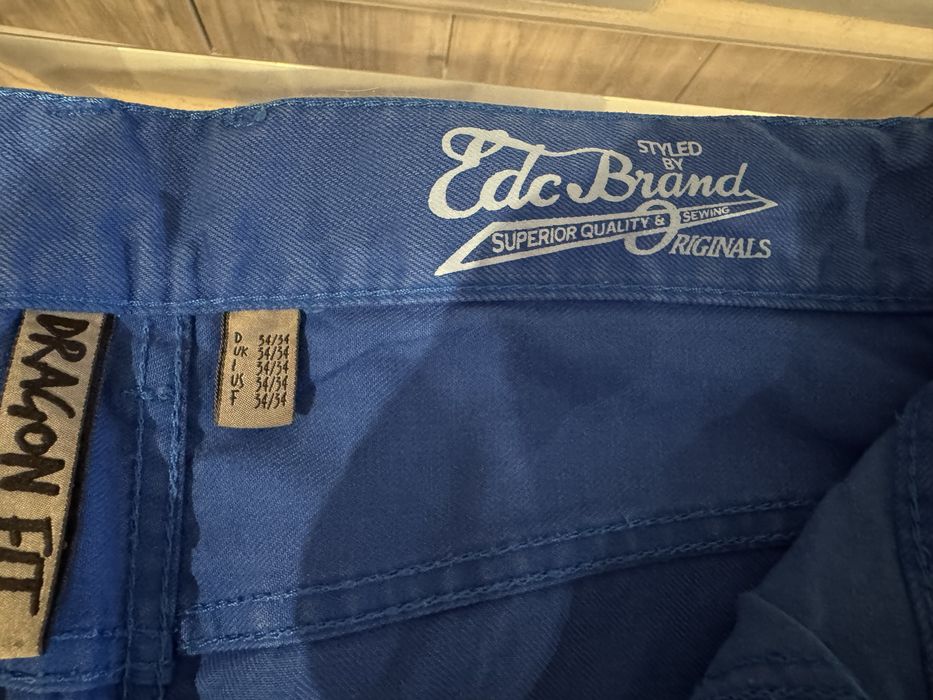 STYLED
BY
Edc Brand
SUPERIOR QUALITY & SEWING
ORIGINALS
D 34/34
UK 34/34
I 34/34
US 34/34
F 34/34
DRAGON FIT